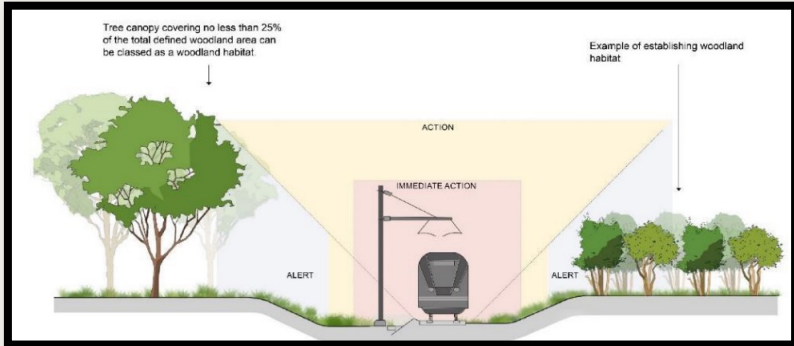 Tree canopy covering no less than 25%
of the total defined woodland area can
be classed as a woodland habitat.
Example of establishing woodland
habitat
ACTION
IMMEDIATE ACTION
ALERT
ALERT